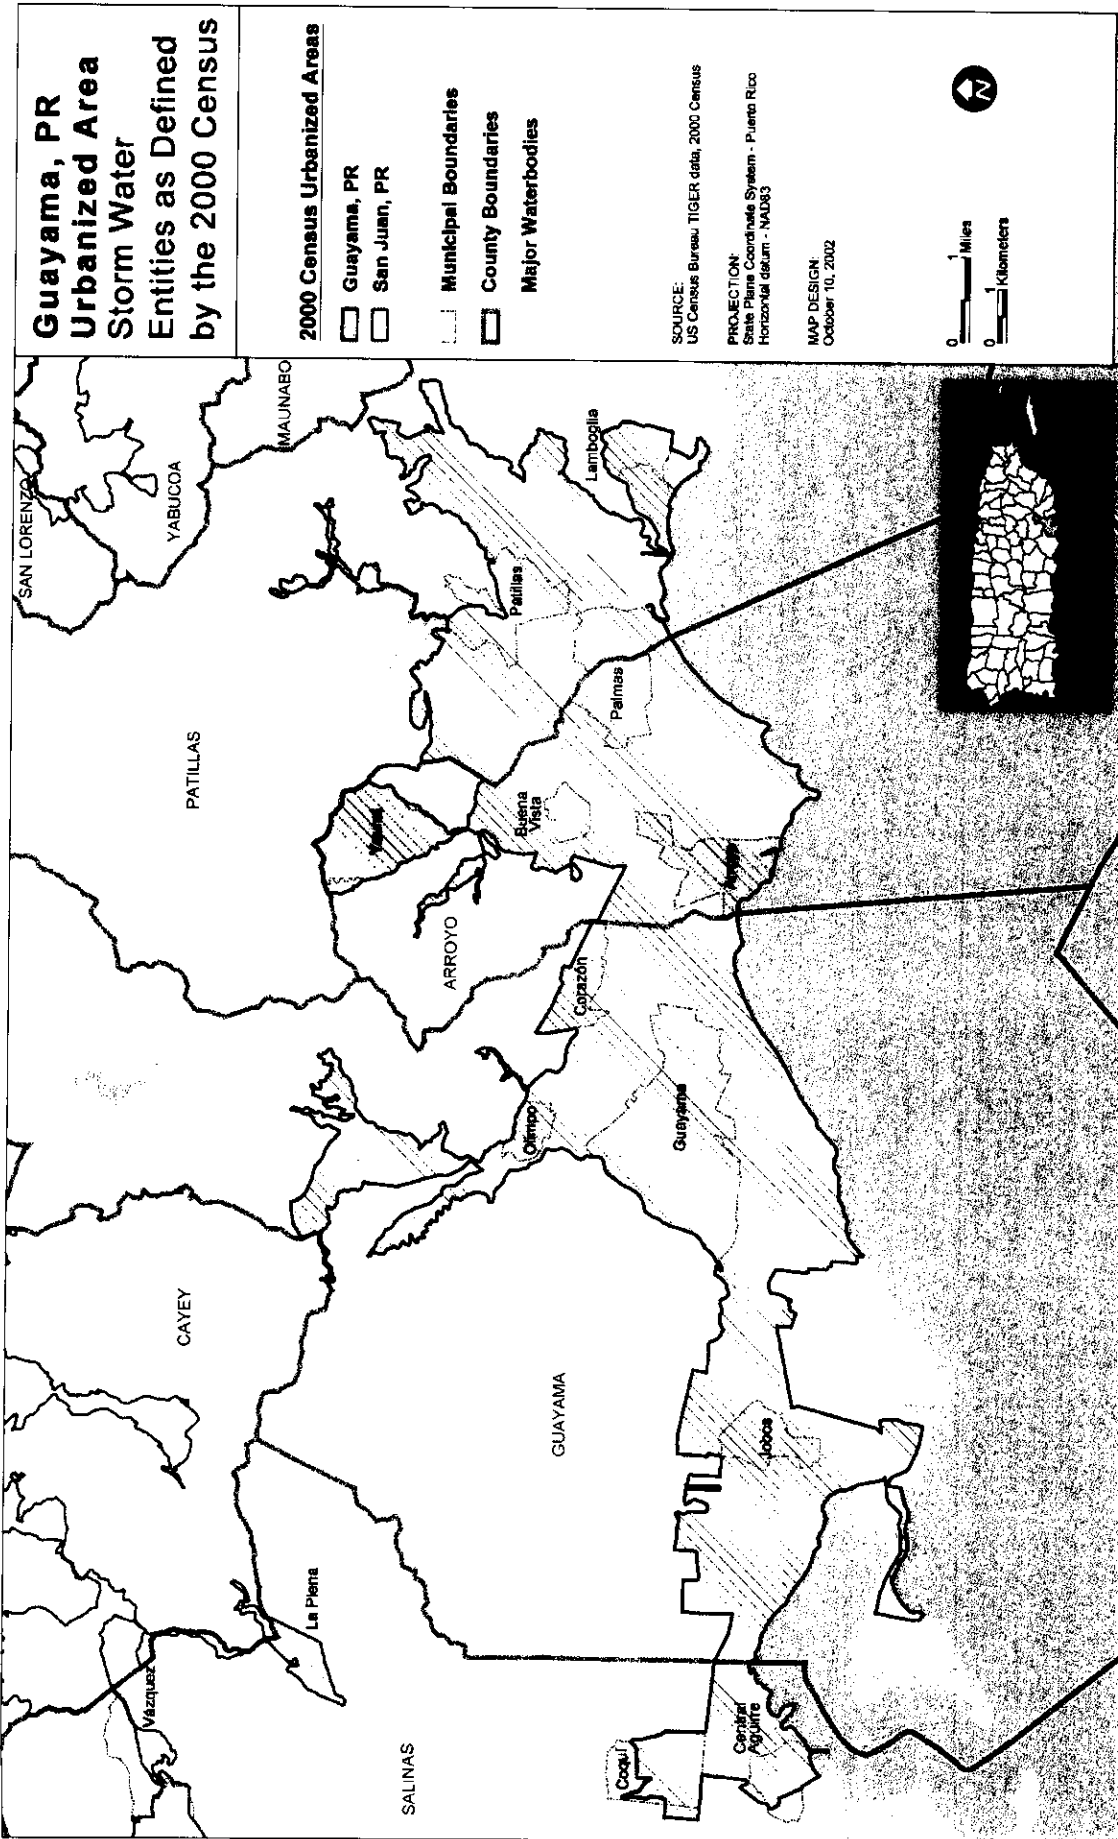 Guayama, PR
Urbanized Area
Storm Water
Entities as Defined
by the 2000 Census
2000 Census Urbanized Areas
Guayama, PR
San Juan, PR
Municipal Boundaries
County Boundaries
Major Waterbodies
SOURCE:
US Census Bureau TIGER data, 2000 Census
PROJECTION:
State Plane Coordinate System - Puerto Rico
Horizontal datum - NAD83
MAP DESIGN:
October 10, 2002
0 1 Miles
0 1 Kilometers
N
SAN LORENZO
YABUCOA
MAUNABO
PATILLAS
CAYEY
Vázquez
La Plena
ARROYO
Lamboglia
Patillas
Palmas
Buena
Vista
Corazón
Olimpo
Guayama
GUAYAMA
Jobos
SALINAS
Coquí
Central
Aguirre